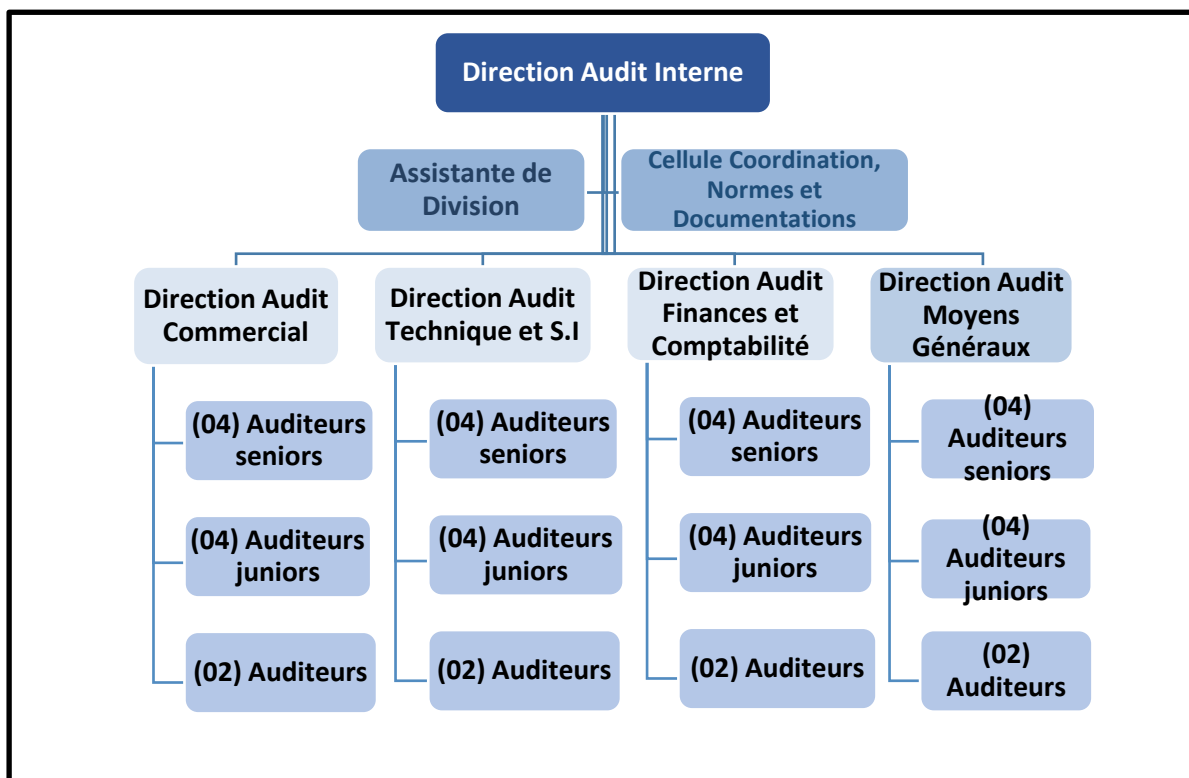 Direction Audit Interne
Assistante de
Division
Cellule Coordination,
Normes et
Documentations
Direction Audit
Commercial
Direction Audit
Technique et S.I
Direction Audit
Finances et
Comptabilité
Direction Audit
Moyens
Généraux
(04) Auditeurs
seniors
(04) Auditeurs
seniors
(04) Auditeurs
seniors
(04)
Auditeurs
seniors
(04) Auditeurs
juniors
(04) Auditeurs
juniors
(04) Auditeurs
juniors
(04)
Auditeurs
juniors
(02) Auditeurs
(02) Auditeurs
(02) Auditeurs
(02)
Auditeurs